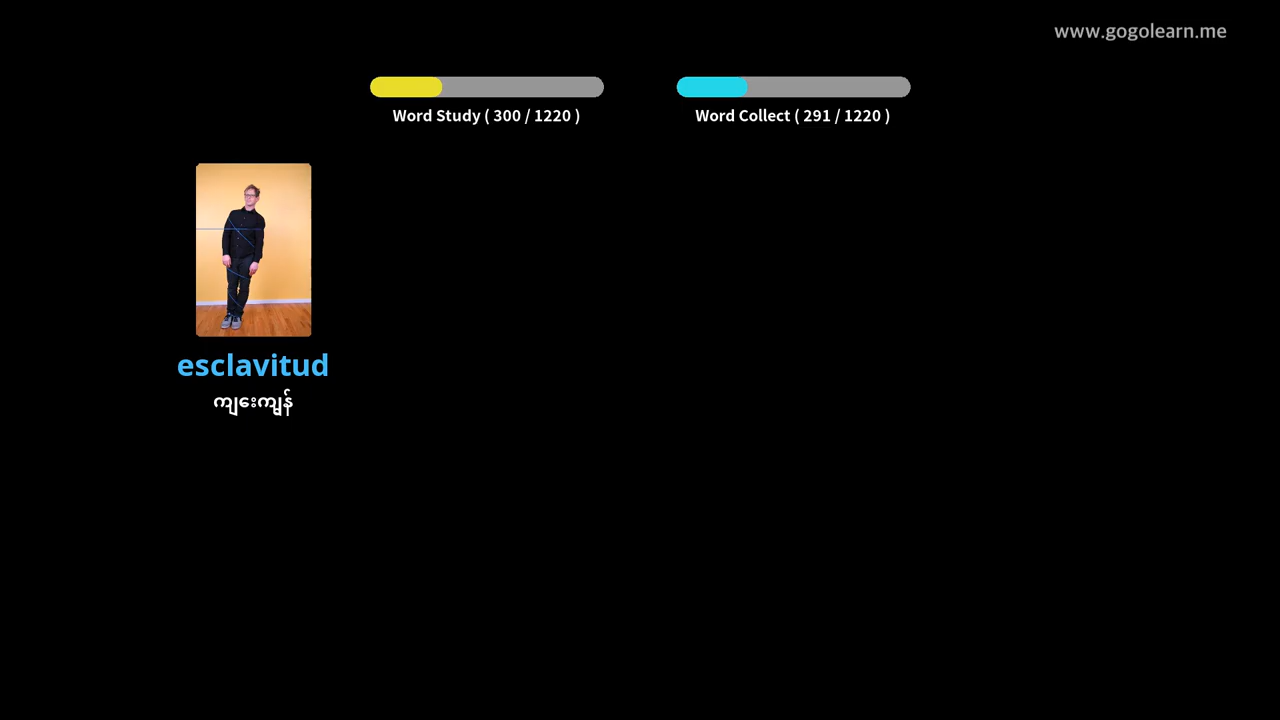 www.gogolearn.me
Word Study ( 300 / 1220 )
Word Collect ( 291 / 1220 )
esclavitud
ကျေးကျွန်